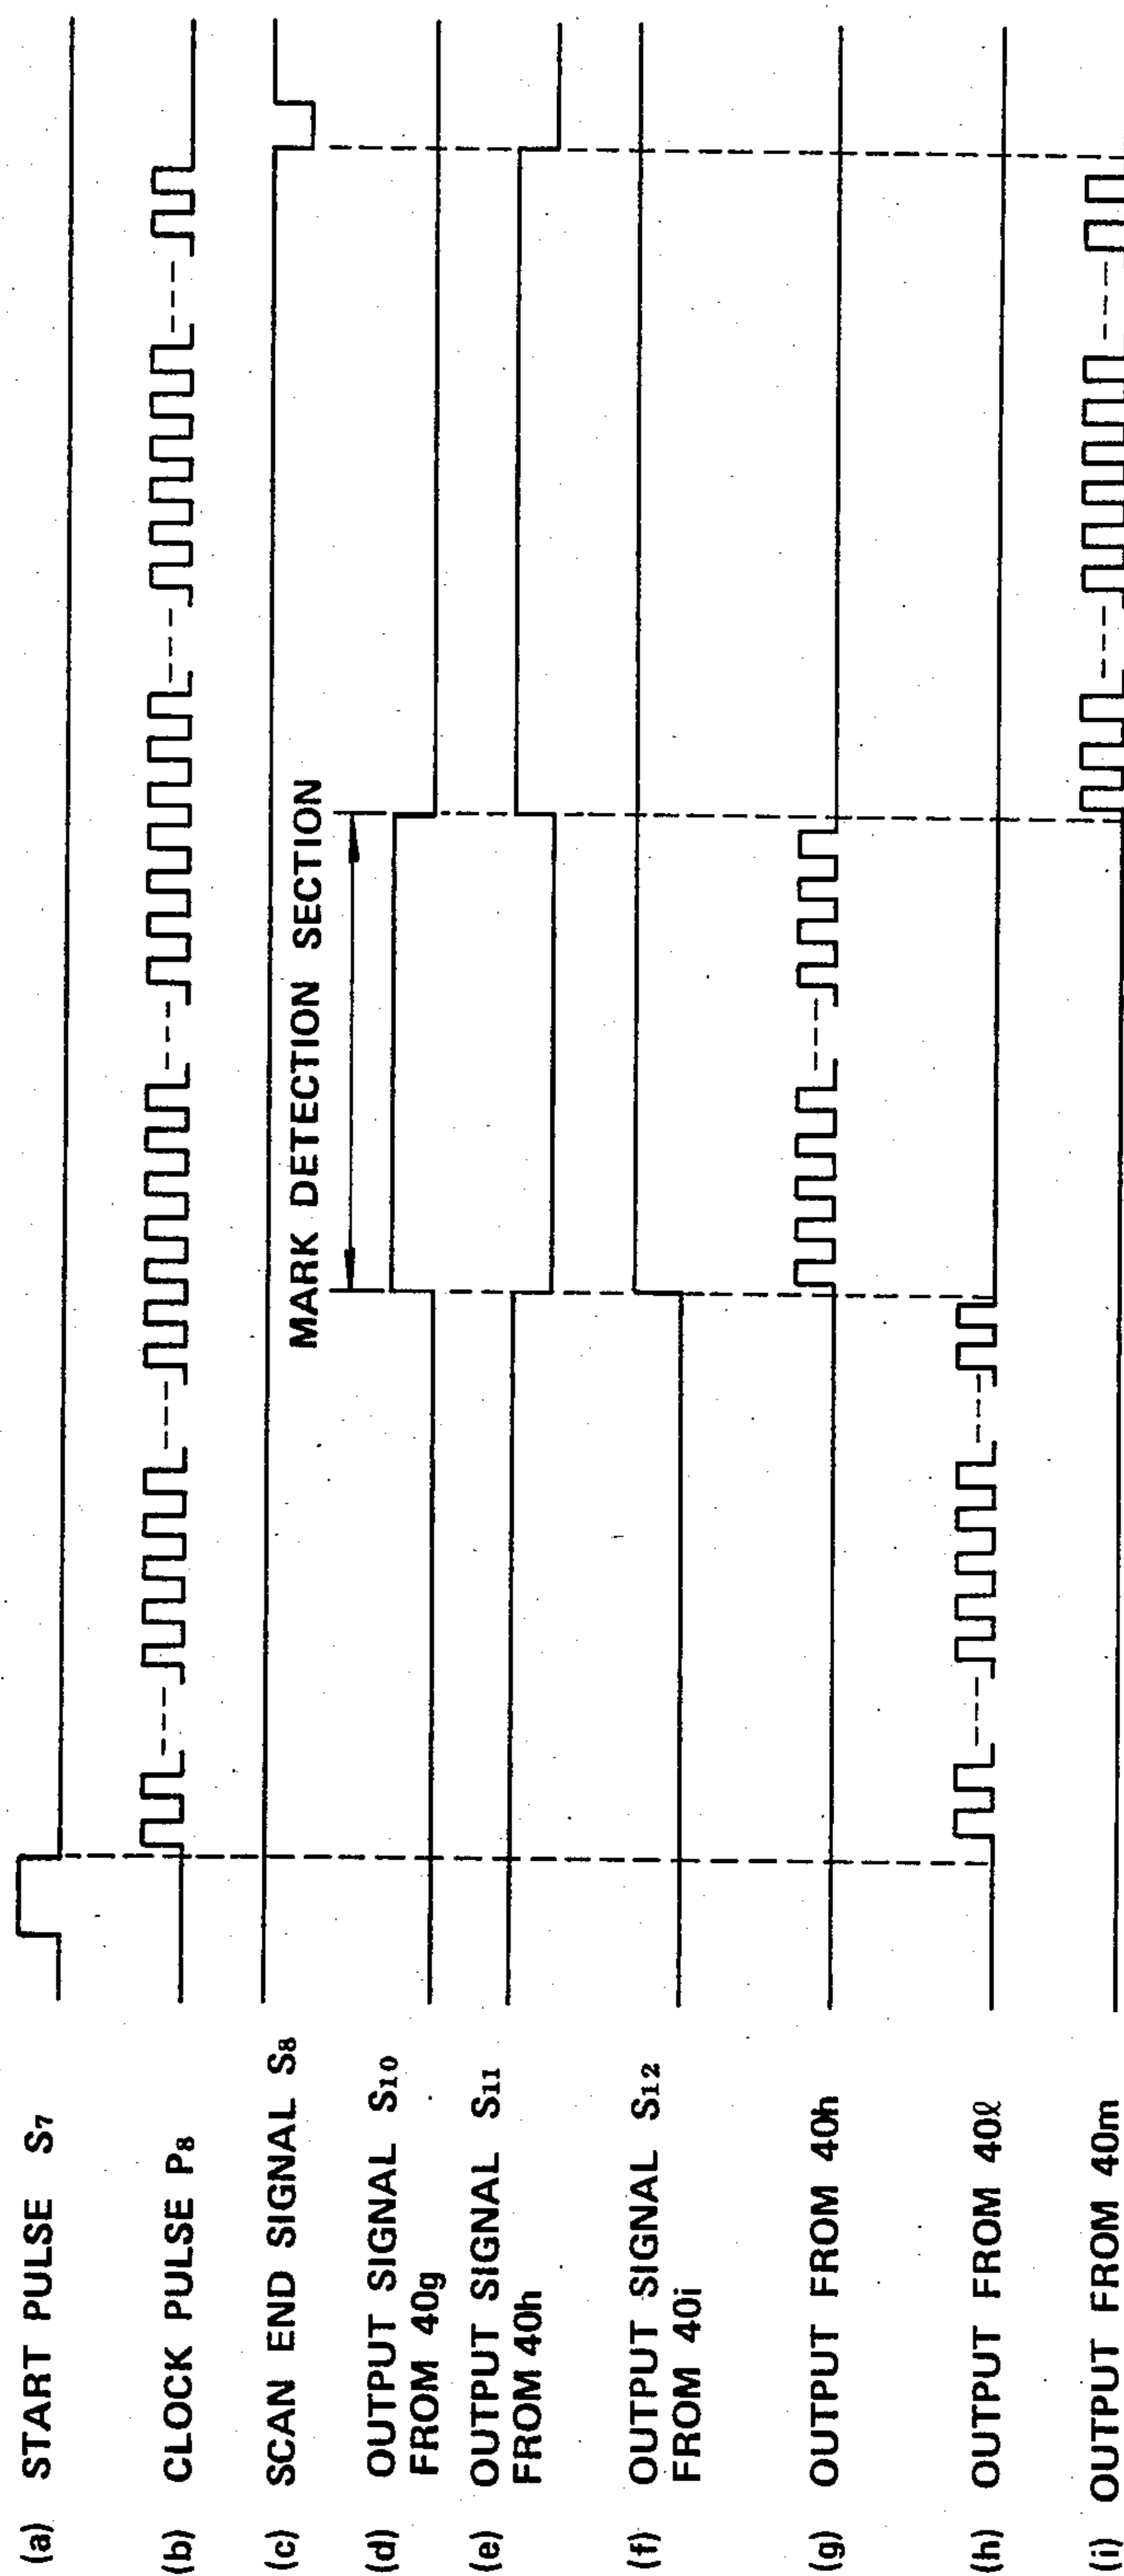 (a) START PULSE S7
(b) CLOCK PULSE P8
(c) SCAN END SIGNAL S8
MARK DETECTION SECTION
(d) OUTPUT SIGNAL S10
FROM 40g
(e) OUTPUT SIGNAL S11
FROM 40h
(f) OUTPUT SIGNAL S12
FROM 40i
(g) OUTPUT FROM 40h
(h) OUTPUT FROM 40ℓ
(i) OUTPUT FROM 40m